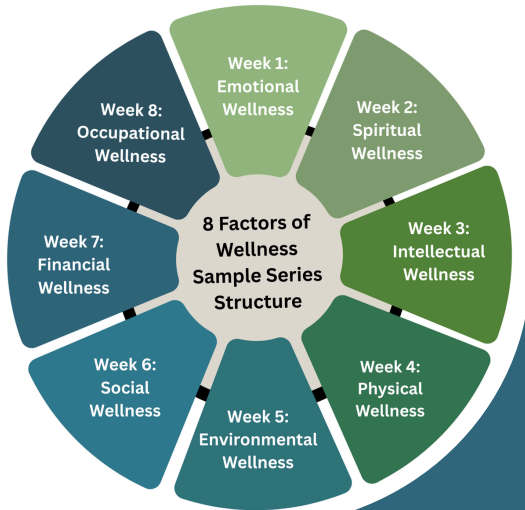 Week 1:
Emotional
Wellness
Week 2:
Spiritual
Wellness
Week 3:
Intellectual
Wellness
Week 4:
Physical
Wellness
Week 5:
Environmental
Wellness
Week 6:
Social
Wellness
Week 7:
Financial
Wellness
Week 8:
Occupational
Wellness
8 Factors of
Wellness
Sample Series
Structure